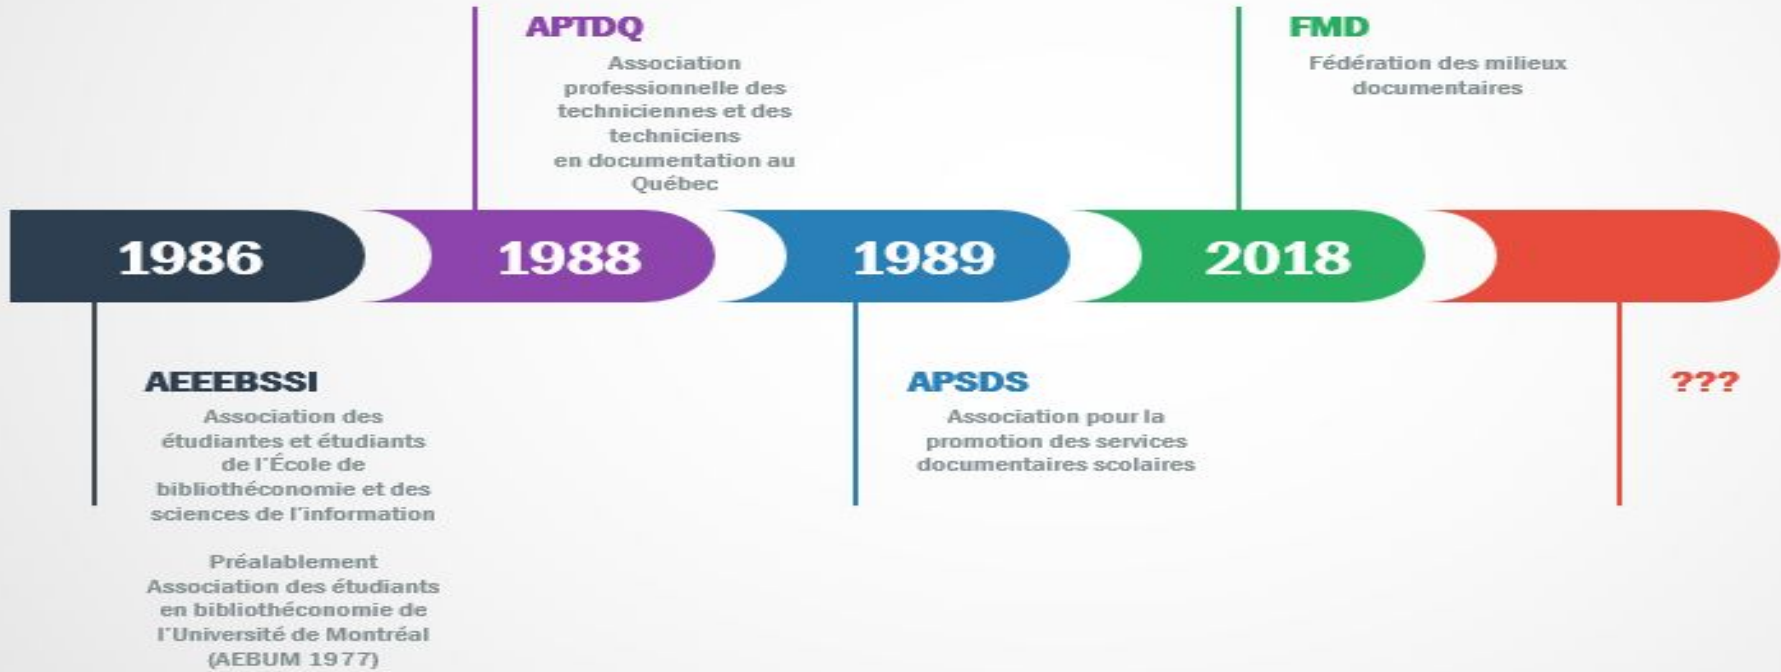 APTDQ
Association
professionnelle des
techniciennes et des
techniciens
en documentation au
Québec
FMD
Fédération des milieux
documentaires
1986
1988
1989
2018
AEEEBSSI
Association des
étudiantes et étudiants
de l'École de
bibliothéconomie et des
sciences de l'information
Préalablement
Association des étudiants
en bibliothéconomie de
l'Université de Montréal
(AEBUM 1977)
APSDS
Association pour la
promotion des services
documentaires scolaires
???